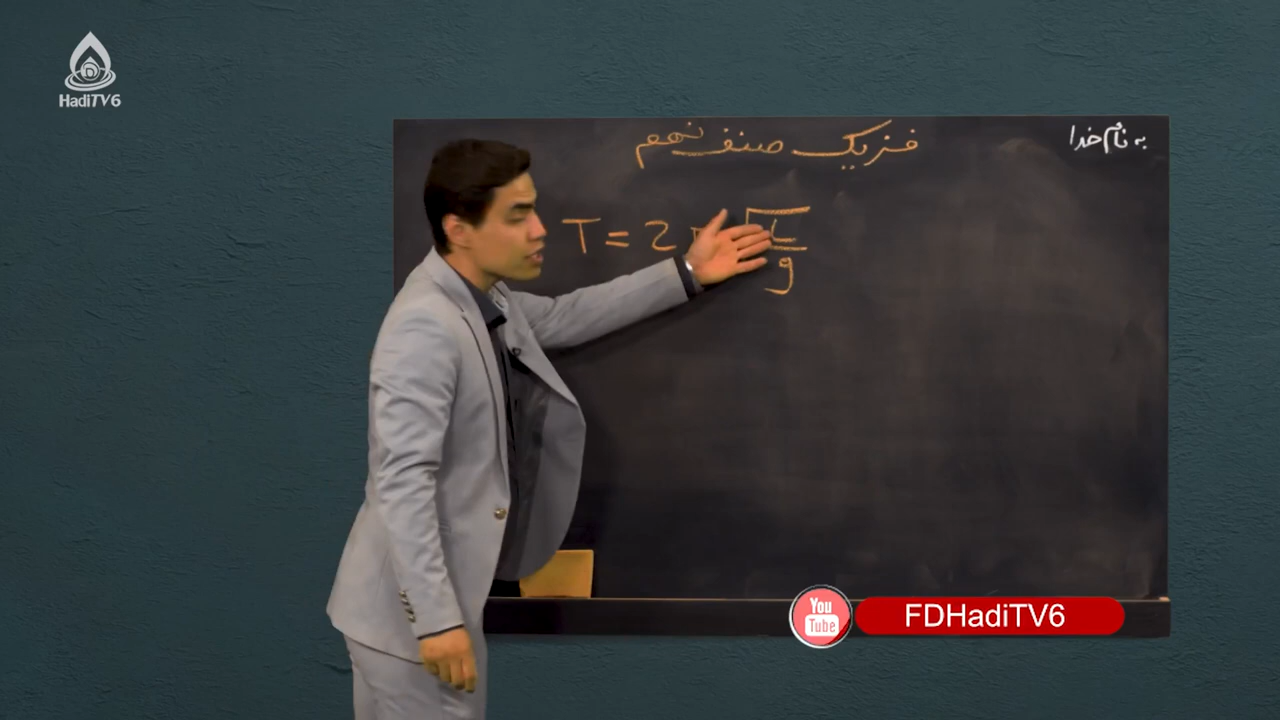 HadiTV6
به نام خدا
فزیک صنف نهم
T = 2 π √L/g
You
Tube
FDHadiTV6